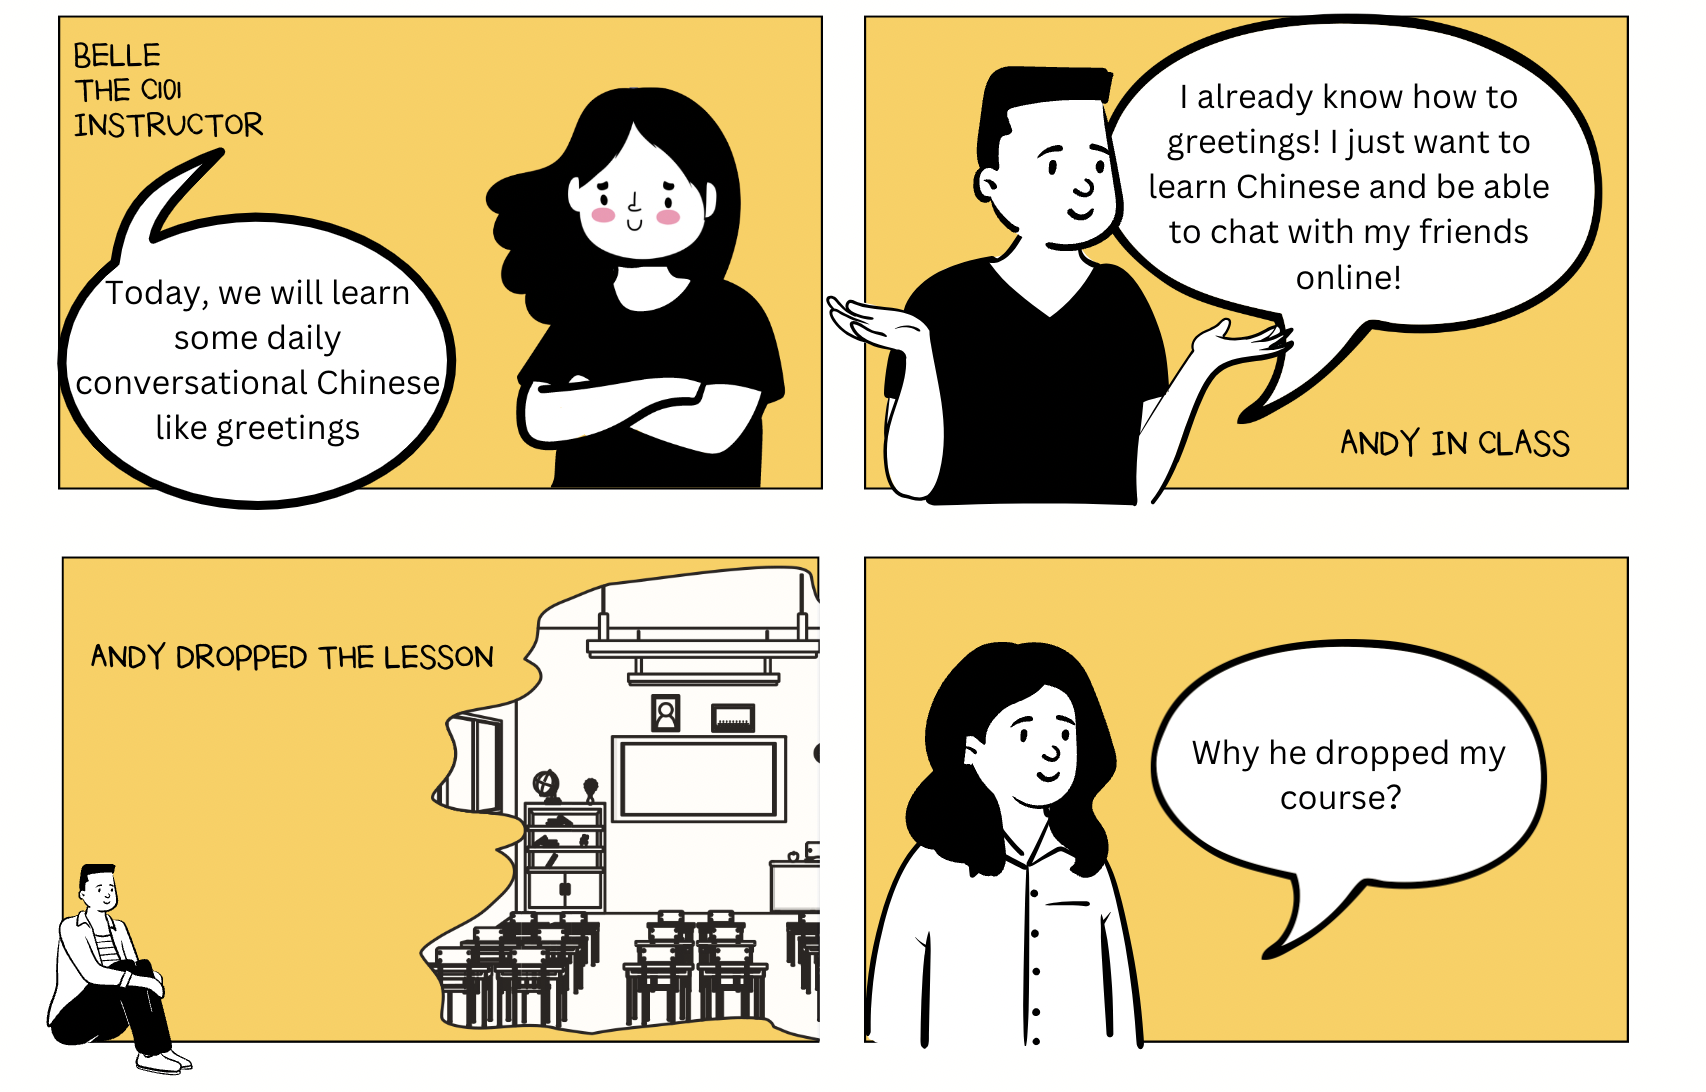 BELLE
THE C101
INSTRUCTOR
Today, we will learn
some daily
conversational Chinese
like greetings
I already know how to
greetings! I just want to
learn Chinese and be able
to chat with my friends
online!
ANDY IN CLASS
ANDY DROPPED THE LESSON
Why he dropped my
course?